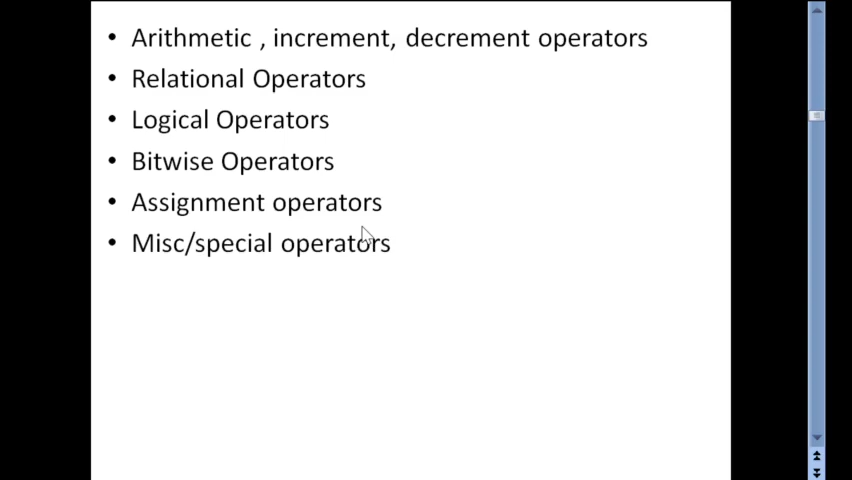 • Arithmetic , increment, decrement operators
• Relational Operators
• Logical Operators
• Bitwise Operators
• Assignment operators
• Misc/special operators